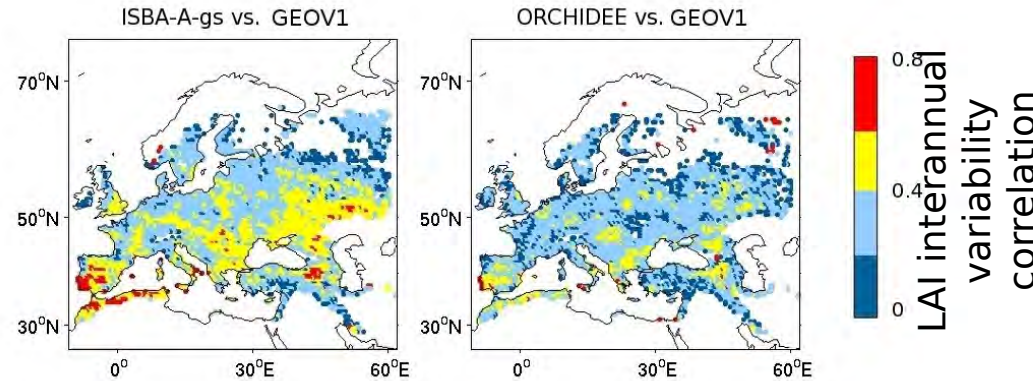 ISBA-A-gs vs. GEOV1
ORCHIDEE vs. GEOV1
70°N
50°N
30°N
0°
30°E
60°E
70°N
50°N
30°N
0°
30°E
60°E
0.8
0.4
0
LAI interannual
variability
correla